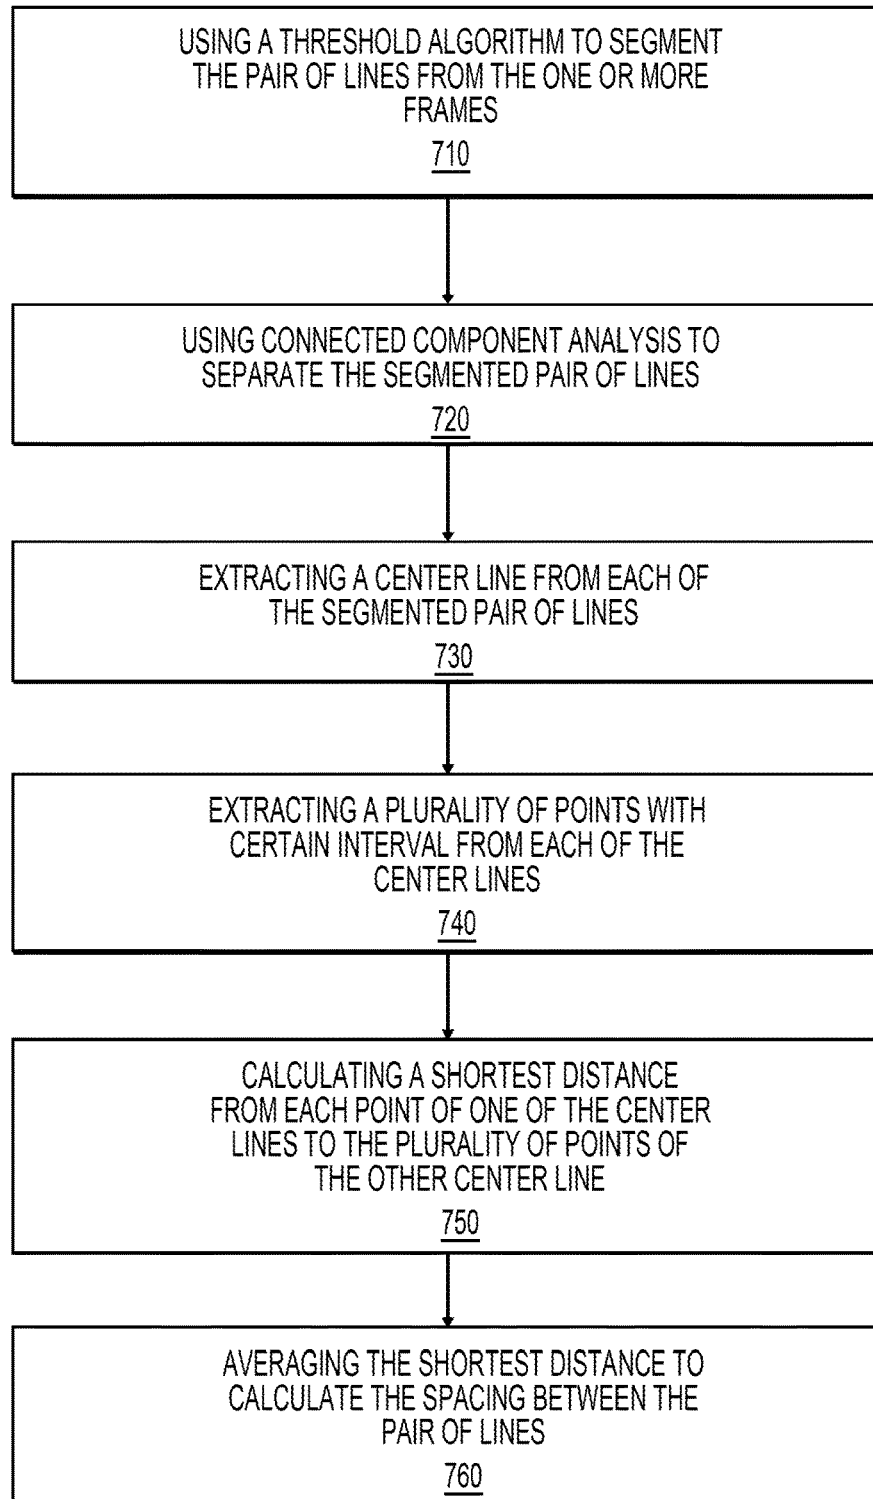 USING A THRESHOLD ALGORITHM TO SEGMENT
THE PAIR OF LINES FROM THE ONE OR MORE
FRAMES
710
USING CONNECTED COMPONENT ANALYSIS TO
SEPARATE THE SEGMENTED PAIR OF LINES
720
EXTRACTING A CENTER LINE FROM EACH OF
THE SEGMENTED PAIR OF LINES
730
EXTRACTING A PLURALITY OF POINTS WITH
CERTAIN INTERVAL FROM EACH OF THE
CENTER LINES
740
CALCULATING A SHORTEST DISTANCE
FROM EACH POINT OF ONE OF THE CENTER
LINES TO THE PLURALITY OF POINTS OF
THE OTHER CENTER LINE
750
AVERAGING THE SHORTEST DISTANCE TO
CALCULATE THE SPACING BETWEEN THE
PAIR OF LINES
760